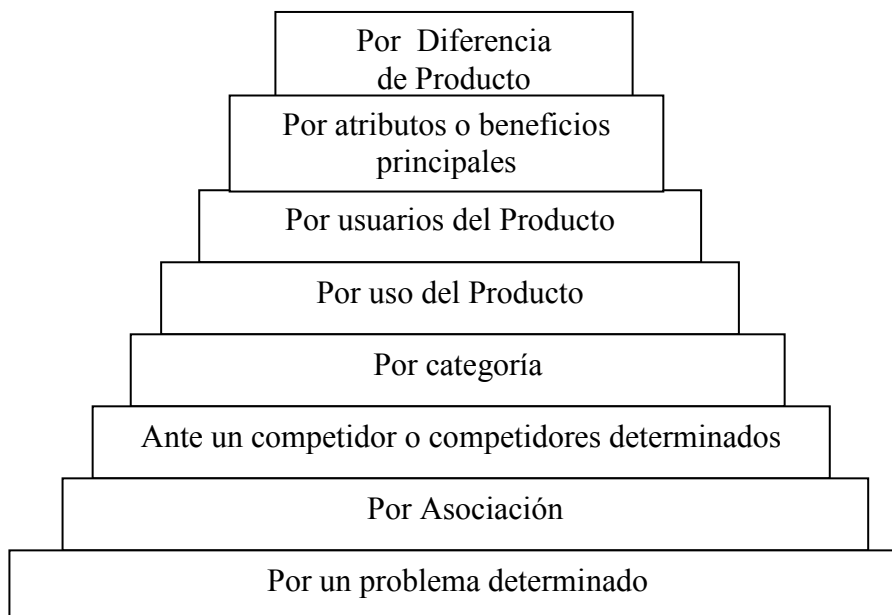 Por Diferencia
de Producto
Por atributos o beneficios
principales
Por usuarios del Producto
Por uso del Producto
Por categoría
Ante un competidor o competidores determinados
Por Asociación
Por un problema determinado